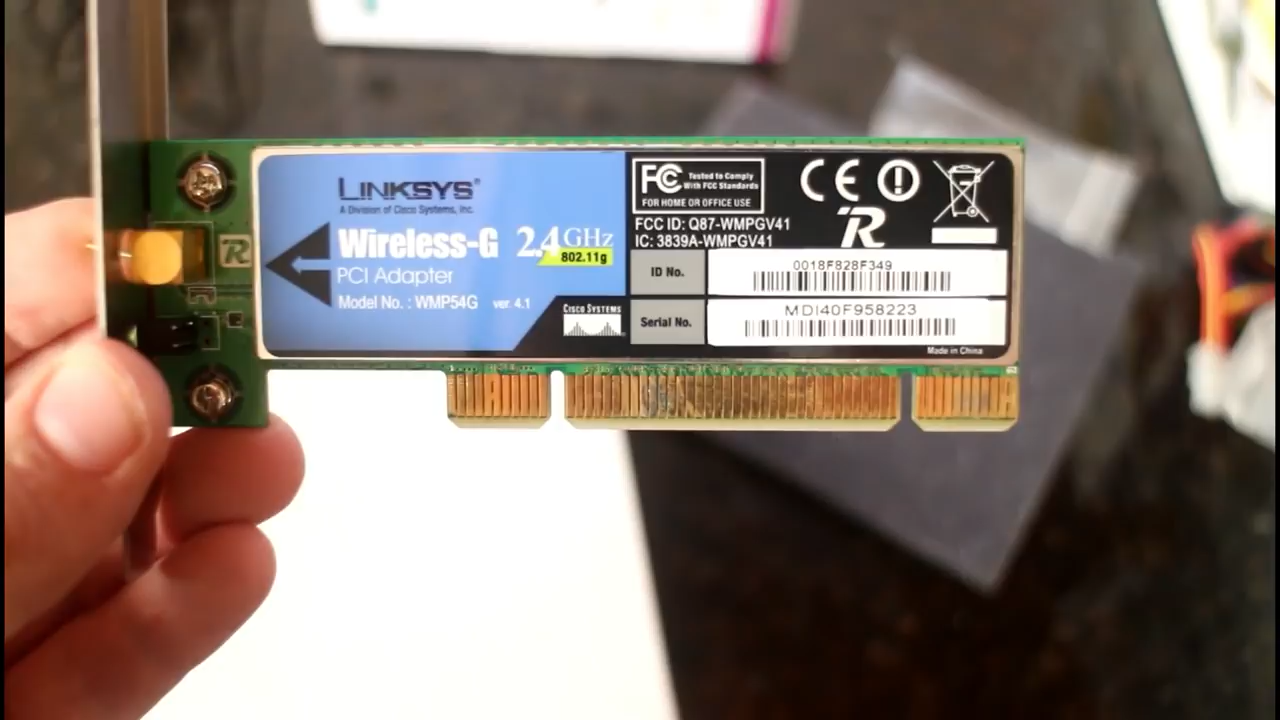 LINKSYS®
A Division of Cisco Systems, Inc.
Wireless-G
PCI Adapter
Model No. : WMP54G ver. 4.1
2.4GHz
802.11g
CISCO SYSTEMS
FC Tested to Comply
With FCC Standards
FOR HOME OR OFFICE USE
CE
FCC ID: Q87-WMPGV41
IC: 3839A-WMPGV41
R
ID No.
0018F828F349
Serial No.
MDI40F958223
Made in China
R